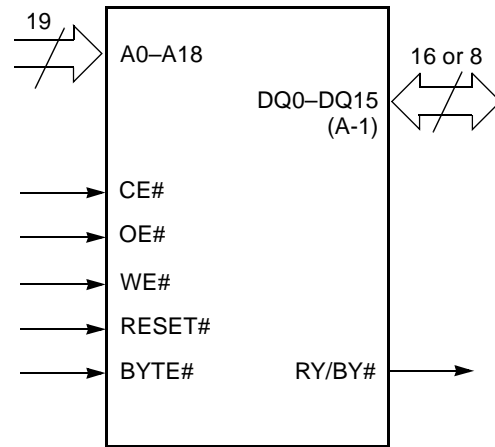 19
A0–A18
16 or 8
DQ0–DQ15
(A-1)
CE#
OE#
WE#
RESET#
BYTE#
RY/BY#